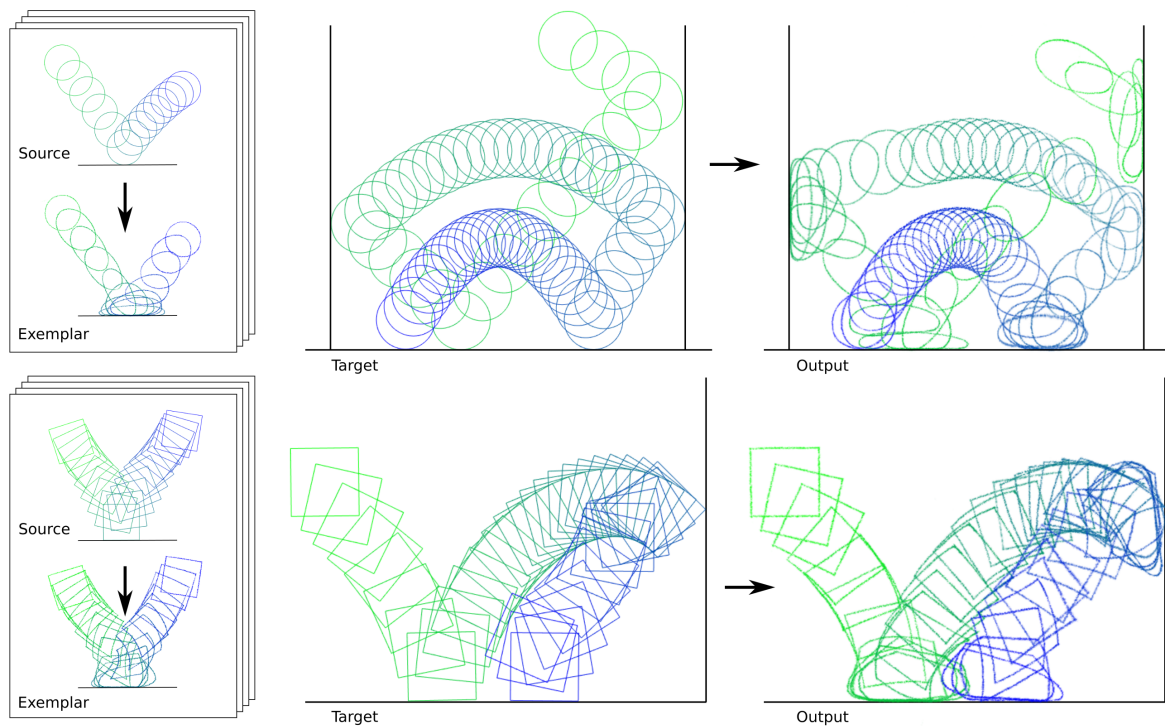 Source
Exemplar
Target
Output
Source
Exemplar
Target
Output